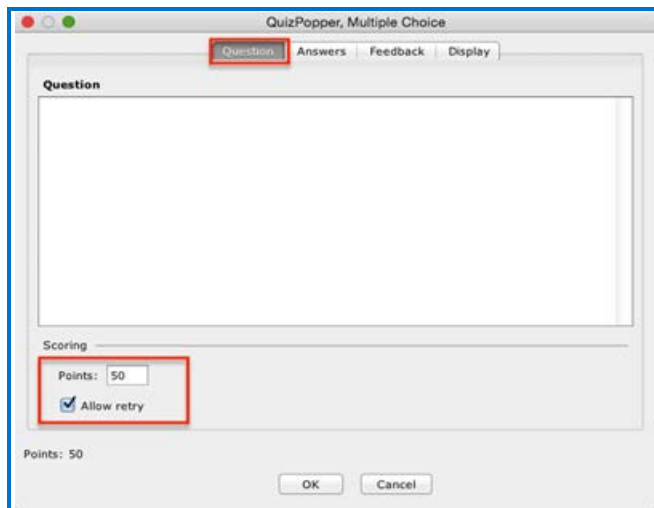 QuizPopper, Multiple Choice
Question Answers Feedback Display
Question
Scoring
Points: 50
Allow retry
Points: 50
OK Cancel